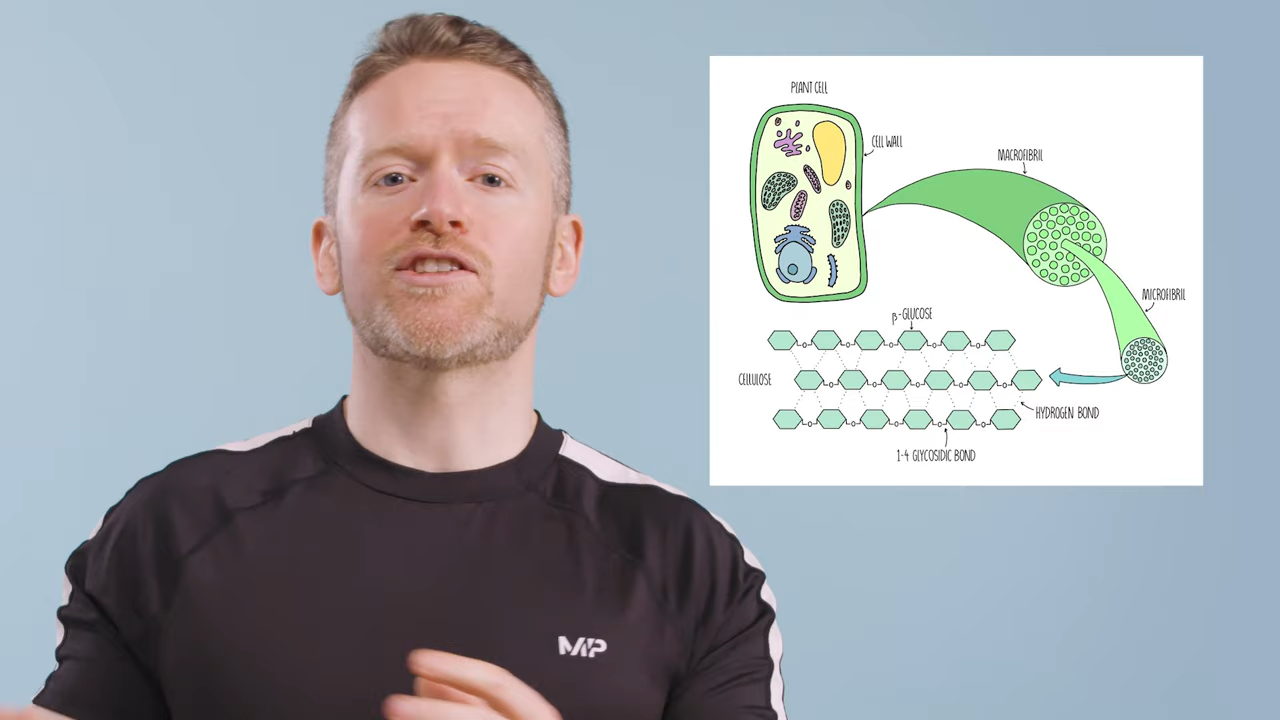 PLANT CELL
CELL WALL
MACROFIBRIL
MICROFIBRIL
β-GLUCOSE
CELLULOSE
HYDROGEN BOND
1-4 GLYCOSIDIC BOND
O O O O O
O O O O O
O O O O O
MP